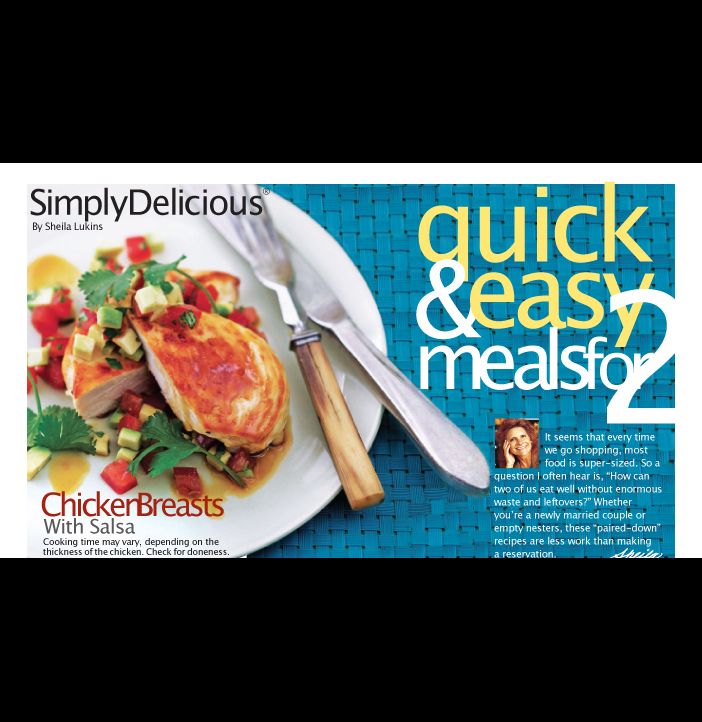 SimplyDelicious®
By Sheila Lukins
quick
&easy
mealsfor2
It seems that every time
we go shopping, most
food is super-sized. So a
question I often hear is, “How can
two of us eat well without enormous
waste and leftovers?” Whether
you’re a newly married couple or
empty nesters, these “paired-down”
recipes are less work than making
a reservation.
Sheila
ChickenBreasts
With Salsa
Cooking time may vary, depending on the
thickness of the chicken. Check for doneness.